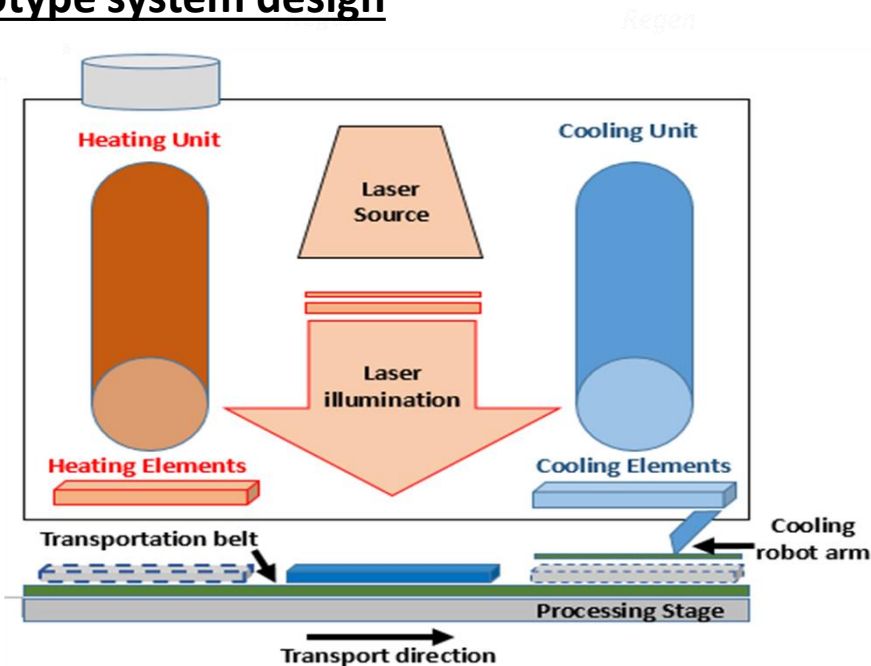 otype system design
Regen
Heating Unit
Cooling Unit
Laser
Source
Laser
illumination
Heating Elements
Cooling Elements
Transportation belt
Cooling
robot arm
Processing Stage
Transport direction